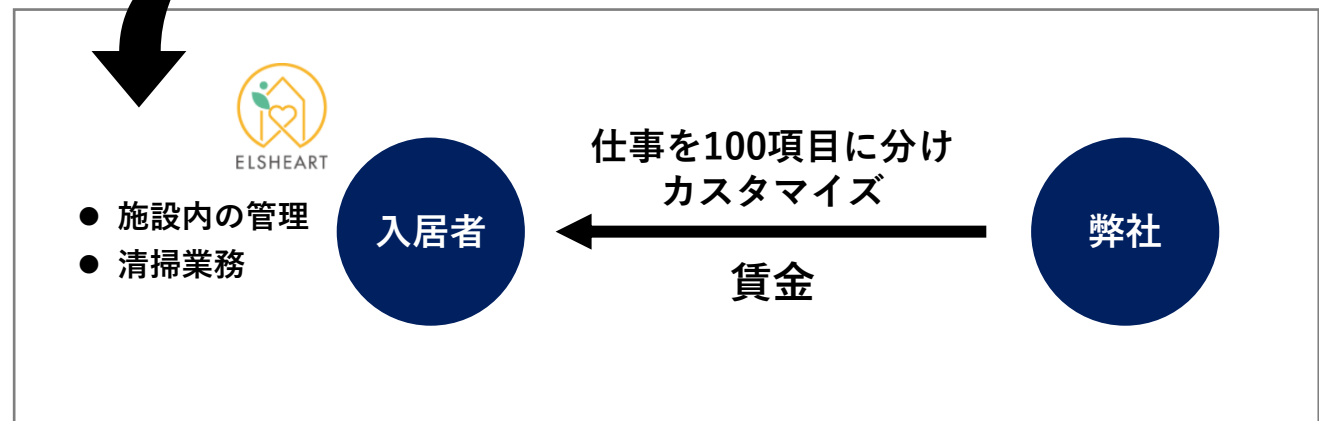 ELSHEART
仕事を100項目に分け
カスタマイズ
● 施設内の管理
● 清掃業務
入居者
弊社
賃金